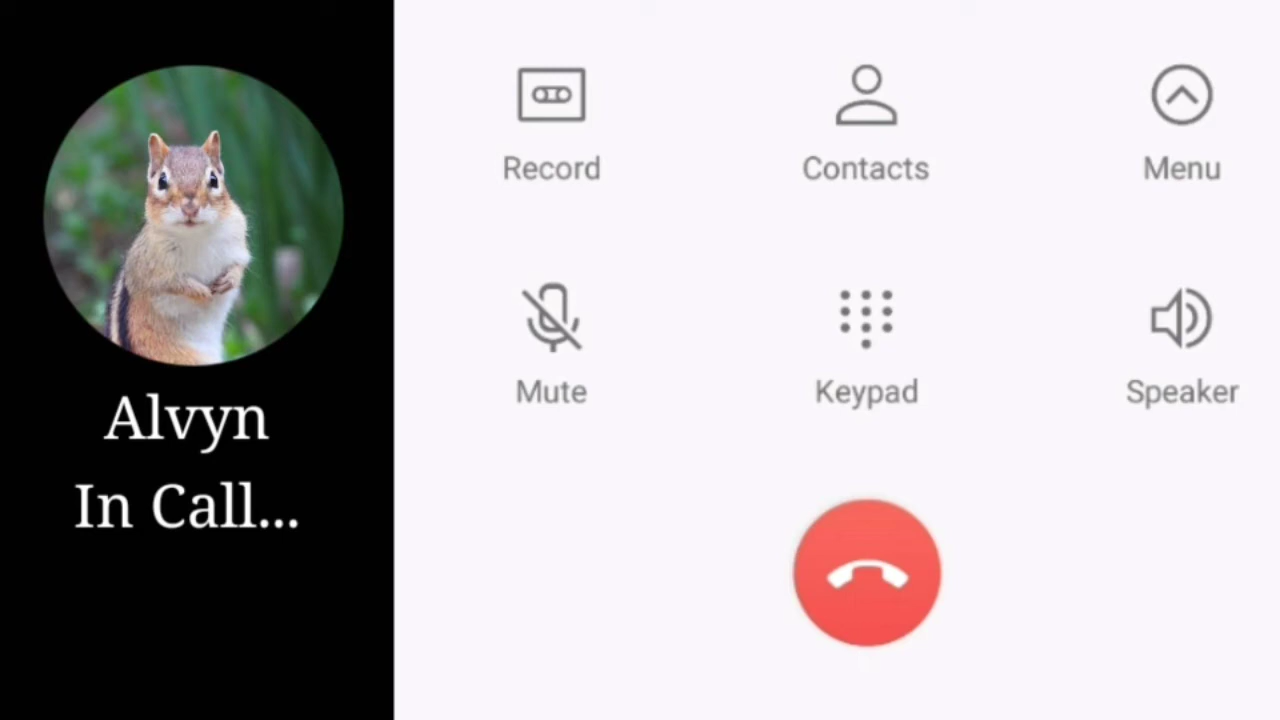 Alvyn
In Call...
Record
Contacts
Menu
Mute
Keypad
Speaker